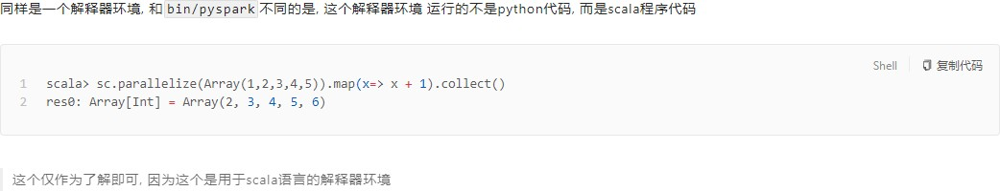 同样是一个解释器环境, 和 bin/pyspark 不同的是, 这个解释器环境 运行的不是python代码, 而是scala程序代码
Shell 复制代码
1 scala> sc.parallelize(Array(1,2,3,4,5)).map(x=> x + 1).collect()
2 res0: Array[Int] = Array(2, 3, 4, 5, 6)
这个仅作为了解即可, 因为这个是用于scala语言的解释器环境